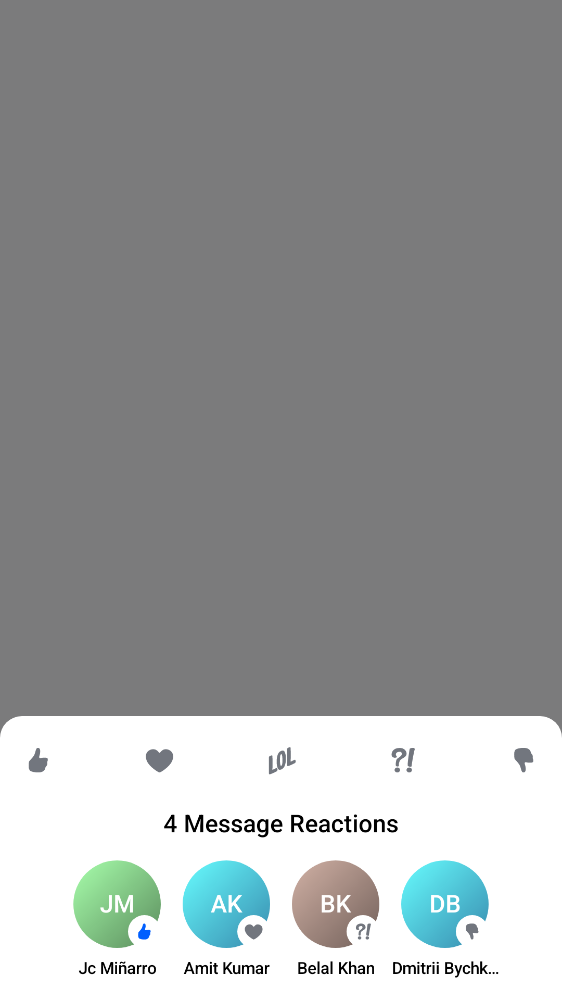 LOL ?!
4 Message Reactions
JM AK BK DB
?!
Jc Miñarro Amit Kumar Belal Khan Dmitrii Bychk...